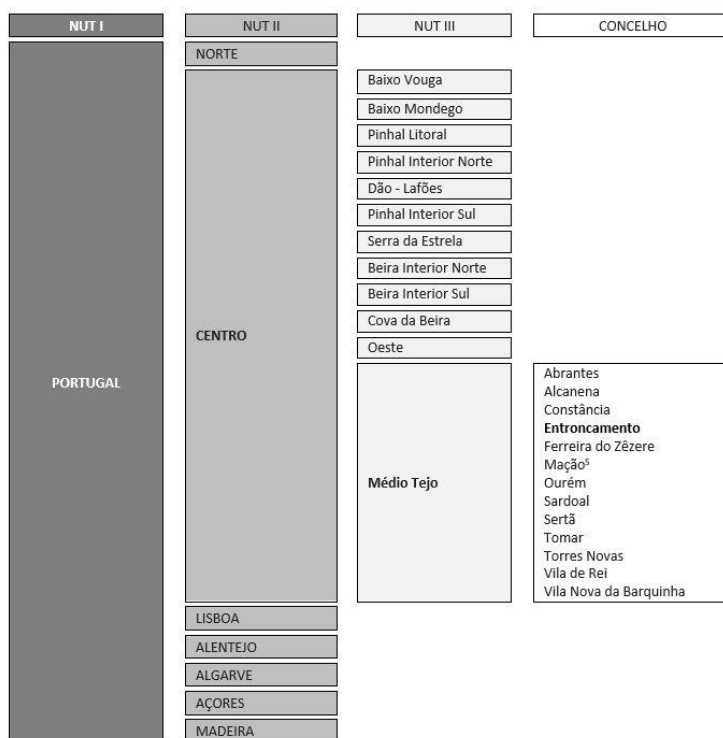 NUT I
NUT II
NUT III
CONCELHO
PORTUGAL
NORTE
CENTRO
Baixo Vouga
Baixo Mondego
Pinhal Litoral
Pinhal Interior Norte
Dão - Lafões
Pinhal Interior Sul
Serra da Estrela
Beira Interior Norte
Beira Interior Sul
Cova da Beira
Oeste
Médio Tejo
Abrantes
Alcanena
Constância
Entroncamento
Ferreira do Zêzere
Mação⁵
Ourém
Sardoal
Sertã
Tomar
Torres Novas
Vila de Rei
Vila Nova da Barquinha
LISBOA
ALENTEJO
ALGARVE
AÇORES
MADEIRA